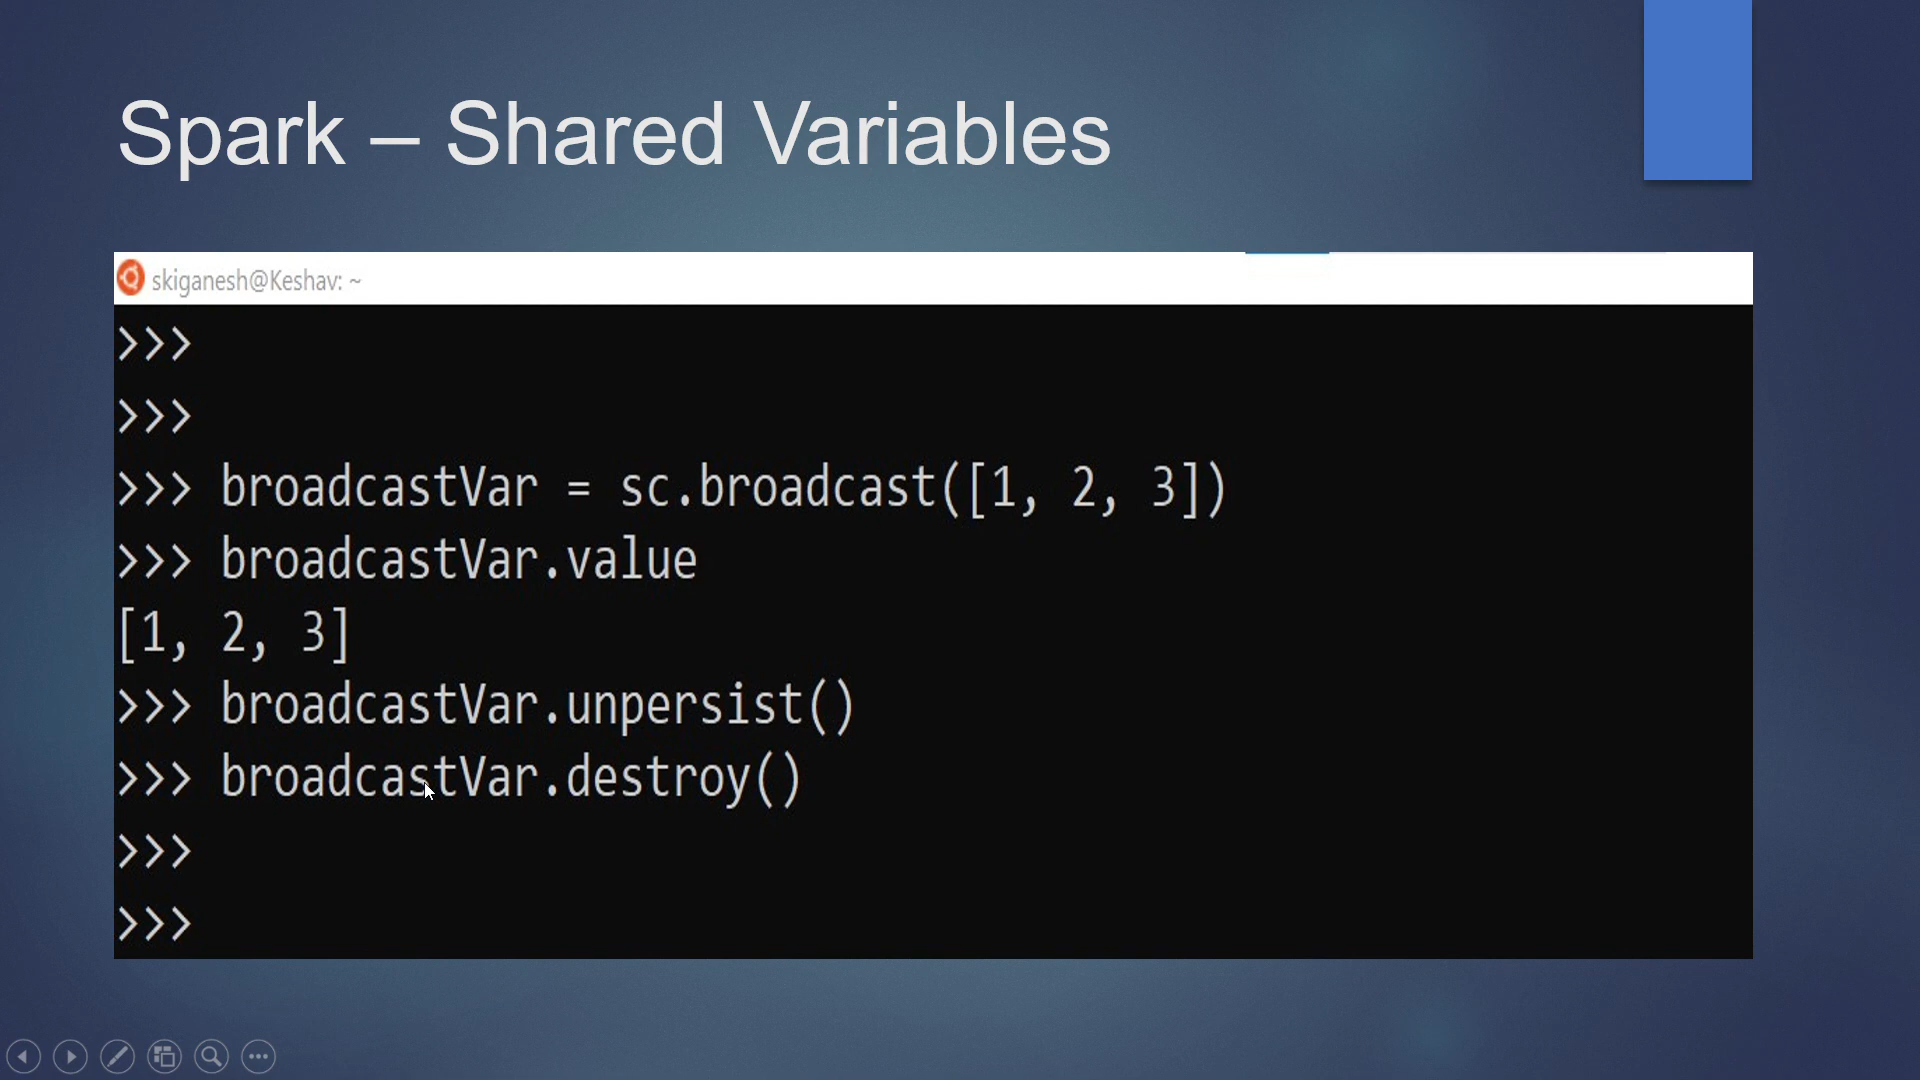 Spark – Shared Variables
skiganesh@Keshav: ~
>>>
>>>
>>> broadcastVar = sc.broadcast([1, 2, 3])
>>> broadcastVar.value
[1, 2, 3]
>>> broadcastVar.unpersist()
>>> broadcastVar.destroy()
>>>
>>>